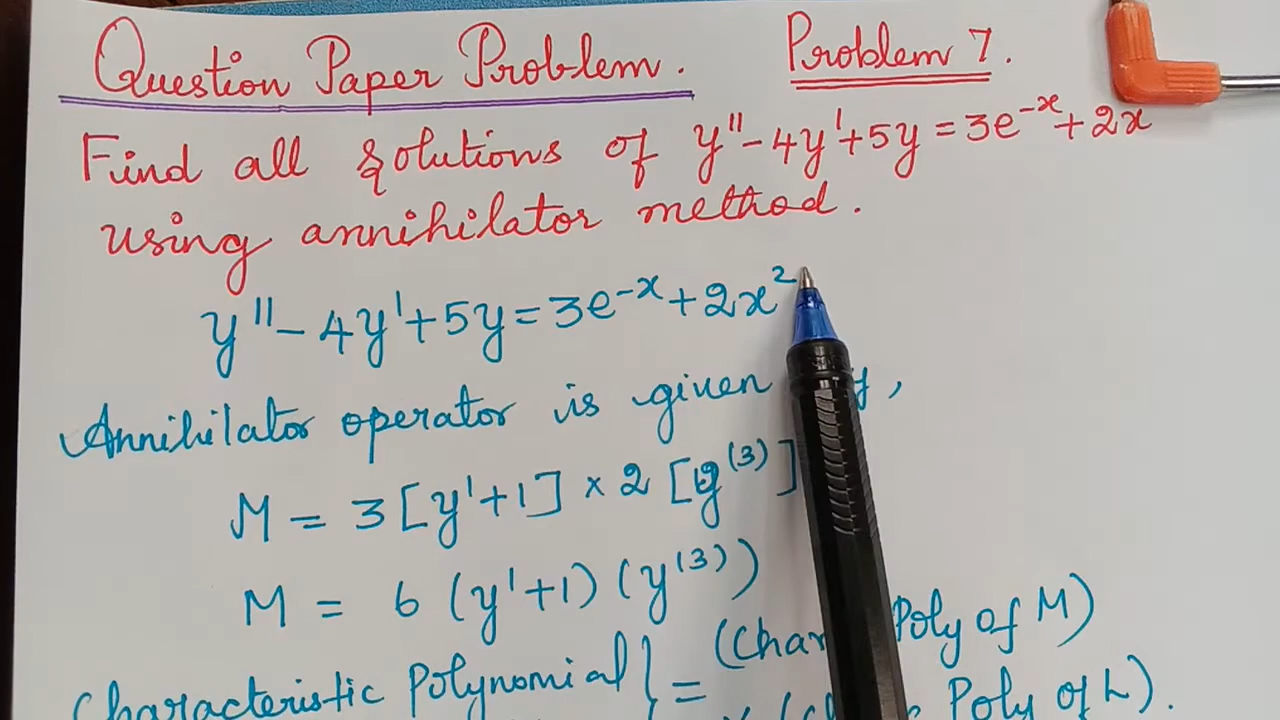 Question Paper Problem. Problem 7.
Find all solutions of y'' - 4y' + 5y = 3e^{-x} + 2x
using annihilator method.
y'' - 4y' + 5y = 3e^{-x} + 2x^2
Annihilator operator is given
M = 3[y'+1] × 2[y^{(3)}]
M = 6 (y'+1) (y^{(3)})
(Char Poly of M)
Characteristic Polynomial } =
Poly of L).